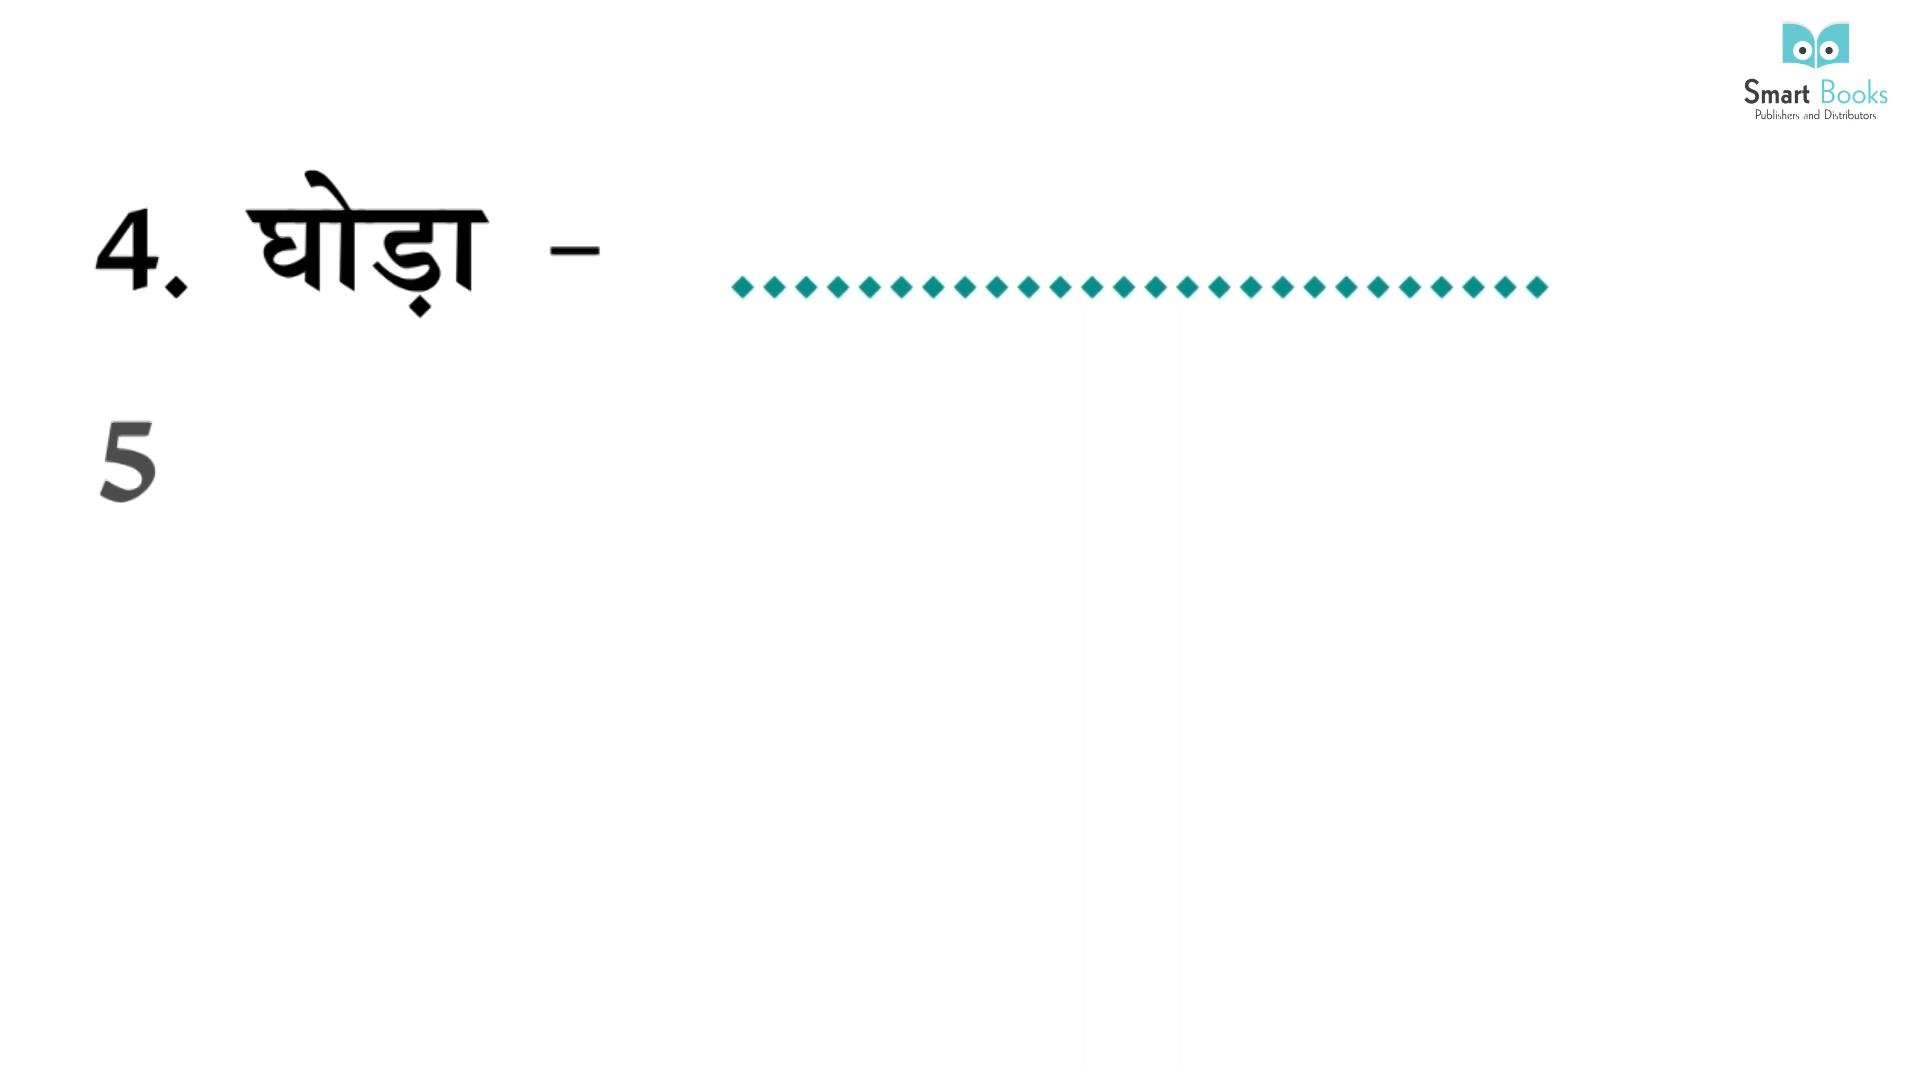 Smart Books
Publishers and Distributors
4. घोड़ा – ..........................
5